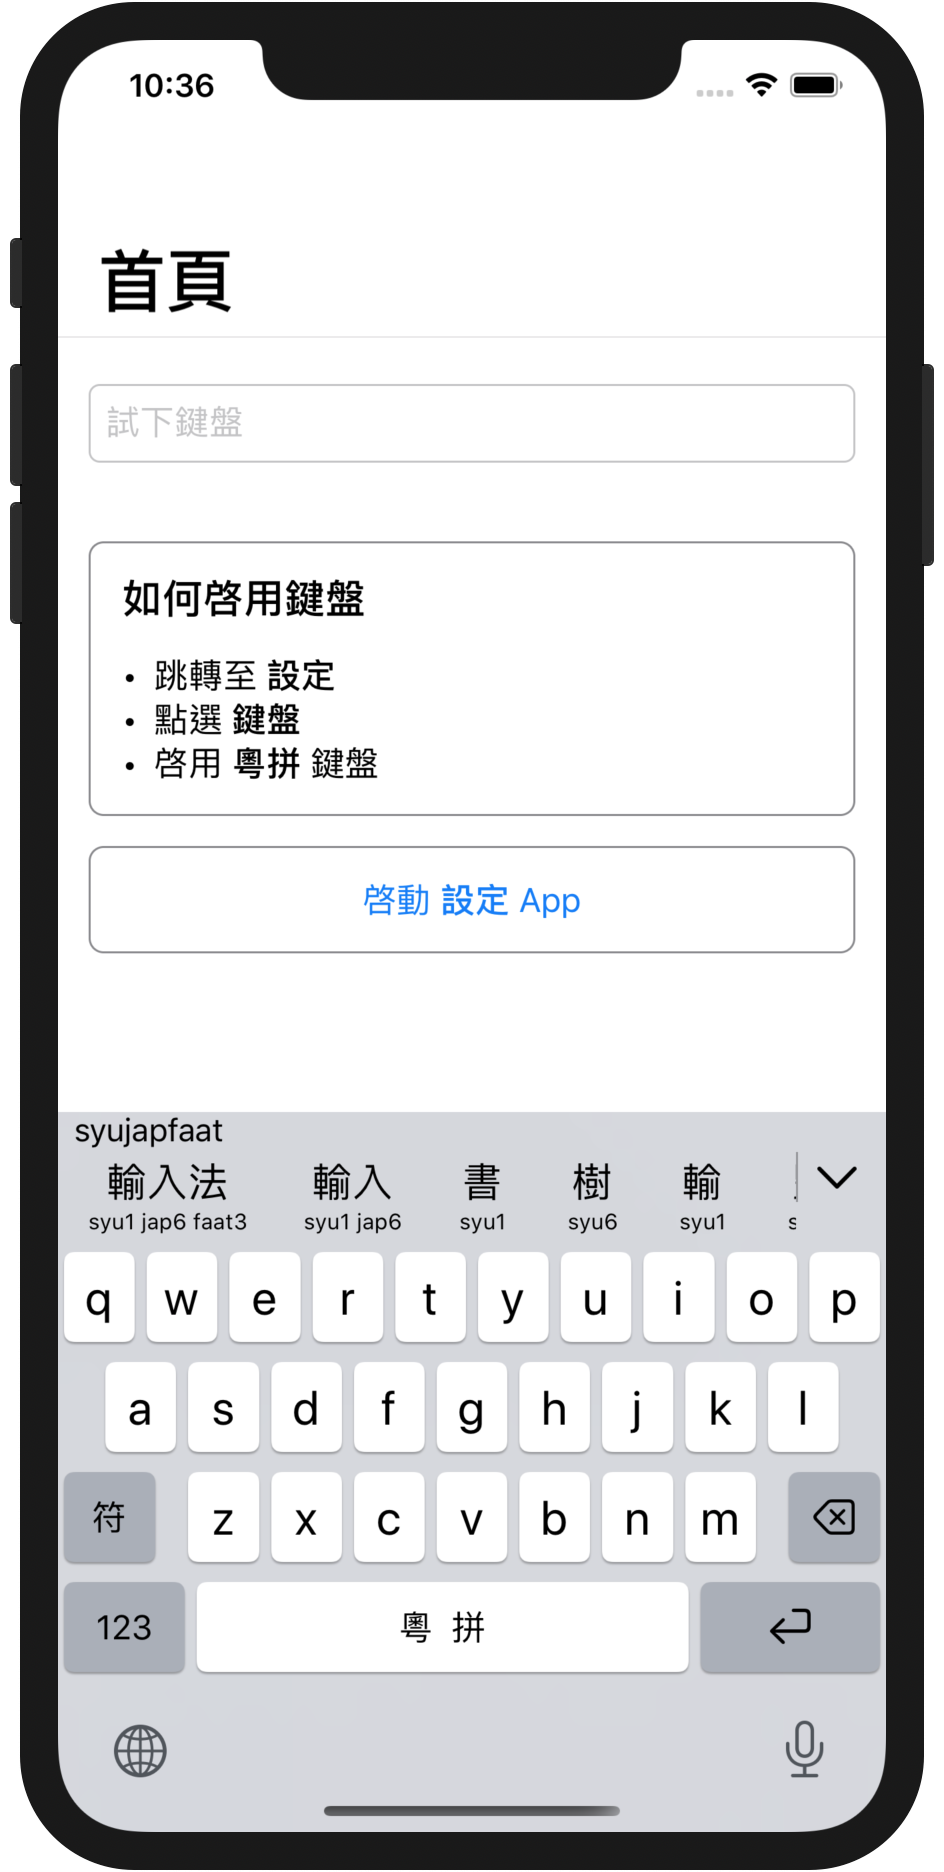 10:36
首頁
試下鍵盤
如何啓用鍵盤
• 跳轉至 設定
• 點選 鍵盤
• 啓用 粵拼 鍵盤
啓動 設定 App
syujapfaat
輸入法 輸入 書 樹 輸
syu1 jap6 faat3 syu1 jap6 syu1 syu6 syu1 s
q w e r t y u i o p
a s d f g h j k l
符 z x c v b n m
123 粵拼